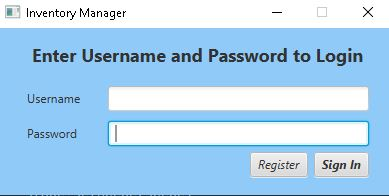 Inventory Manager
Enter Username and Password to Login
Username
Password
Register Sign In